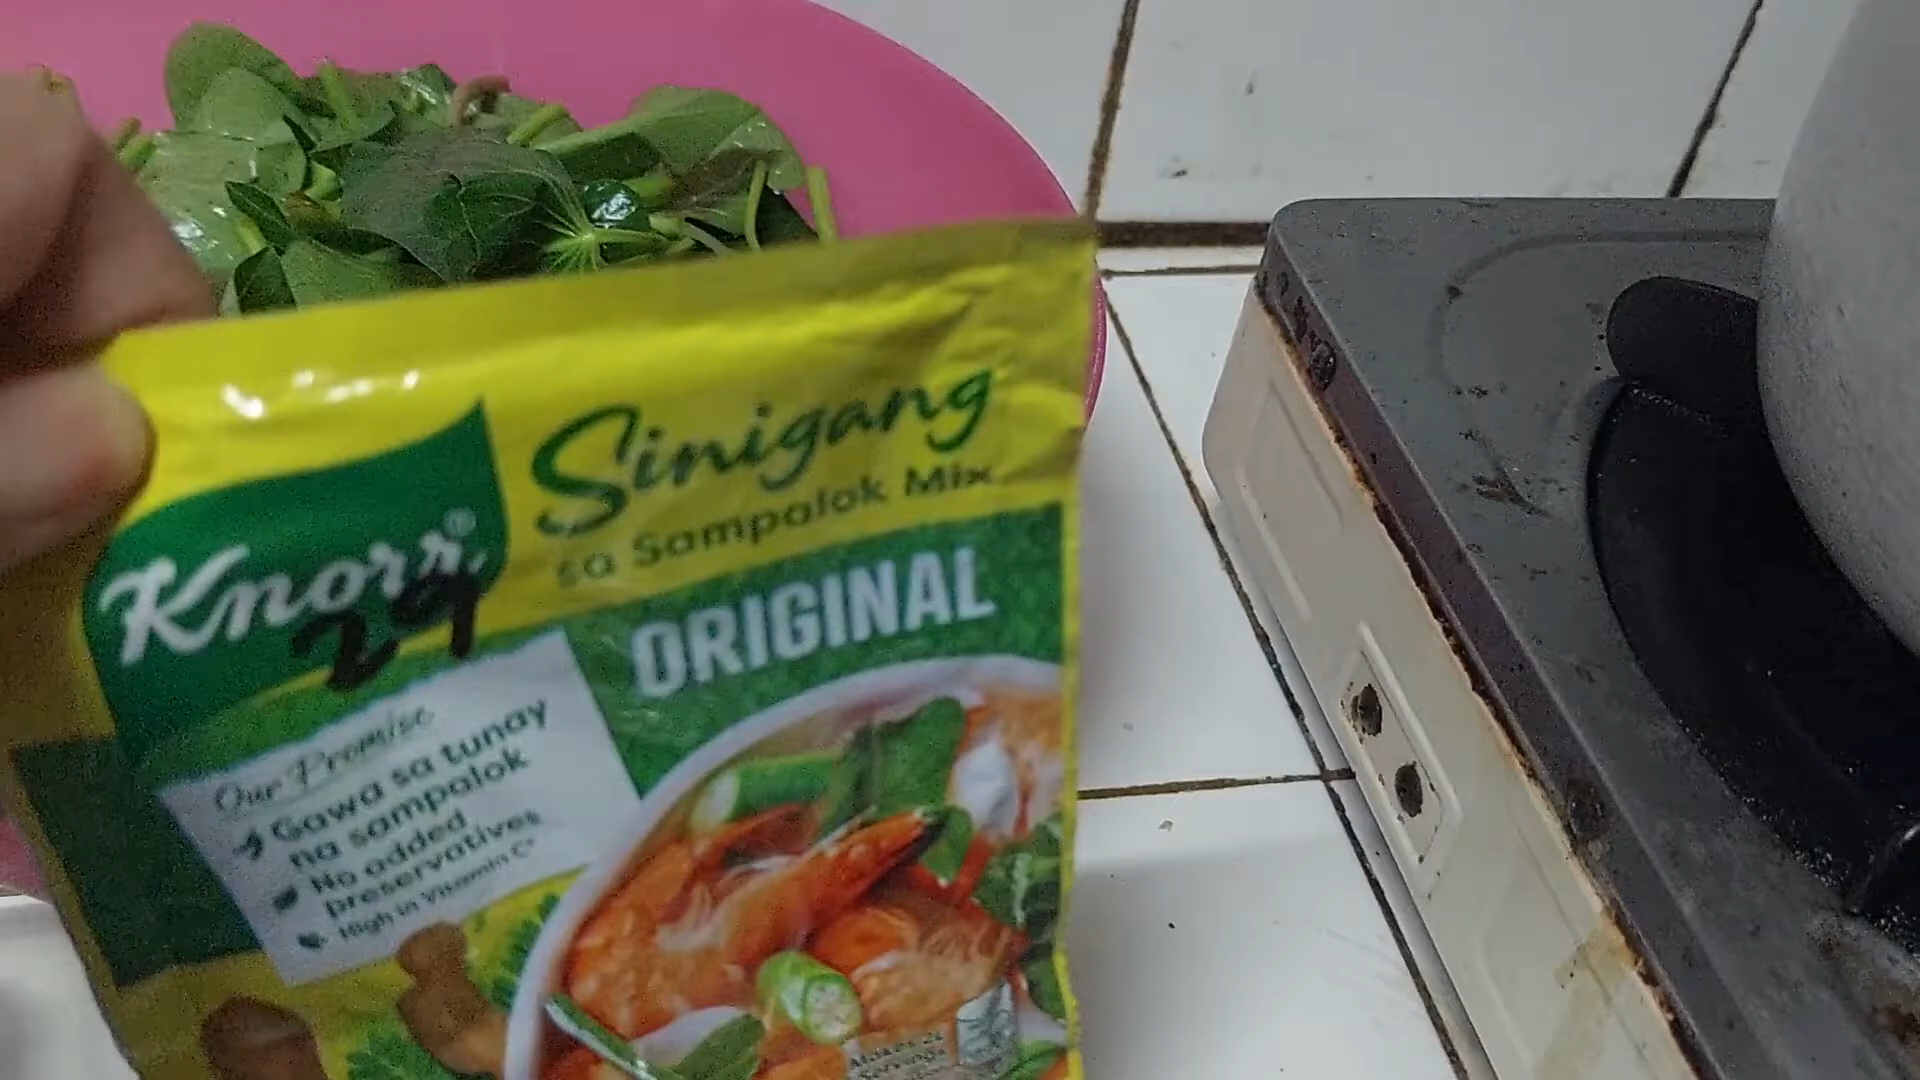 Knorr
29
Sinigang
sa Sampalok Mix
ORIGINAL
Our Promise
Gawa sa tunay
na sampalok
No added
preservatives
High in Vitamin C*